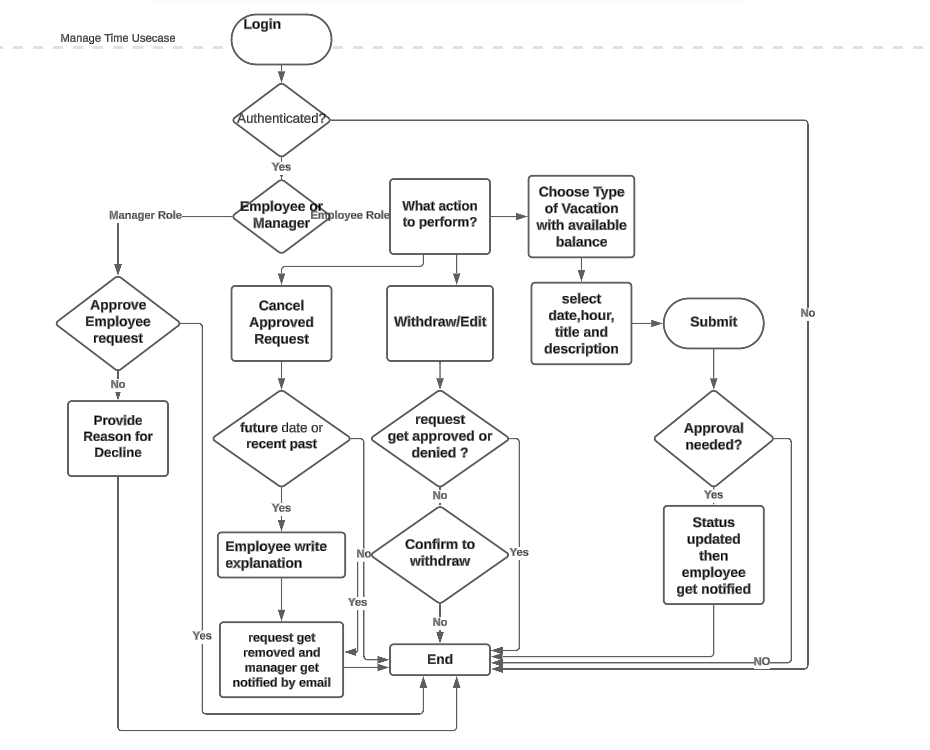 Login
Manage Time Usecase
Authenticated?
Yes
Employee or
Manager
Manager Role
Employee Role
What action
to perform?
Choose Type
of Vacation
with available
balance
Approve
Employee
request
Cancel
Approved
Request
Withdraw/Edit
select
date,hour,
title and
description
Submit
No
No
Provide
Reason for
Decline
future date or
recent past
request
get approved or
denied ?
Approval
needed?
Yes
No
Yes
Employee write
explanation
No
Confirm to
withdraw
Yes
Status
updated
then
employee
get notified
Yes
Yes
No
request get
removed and
manager get
notified by email
End
NO